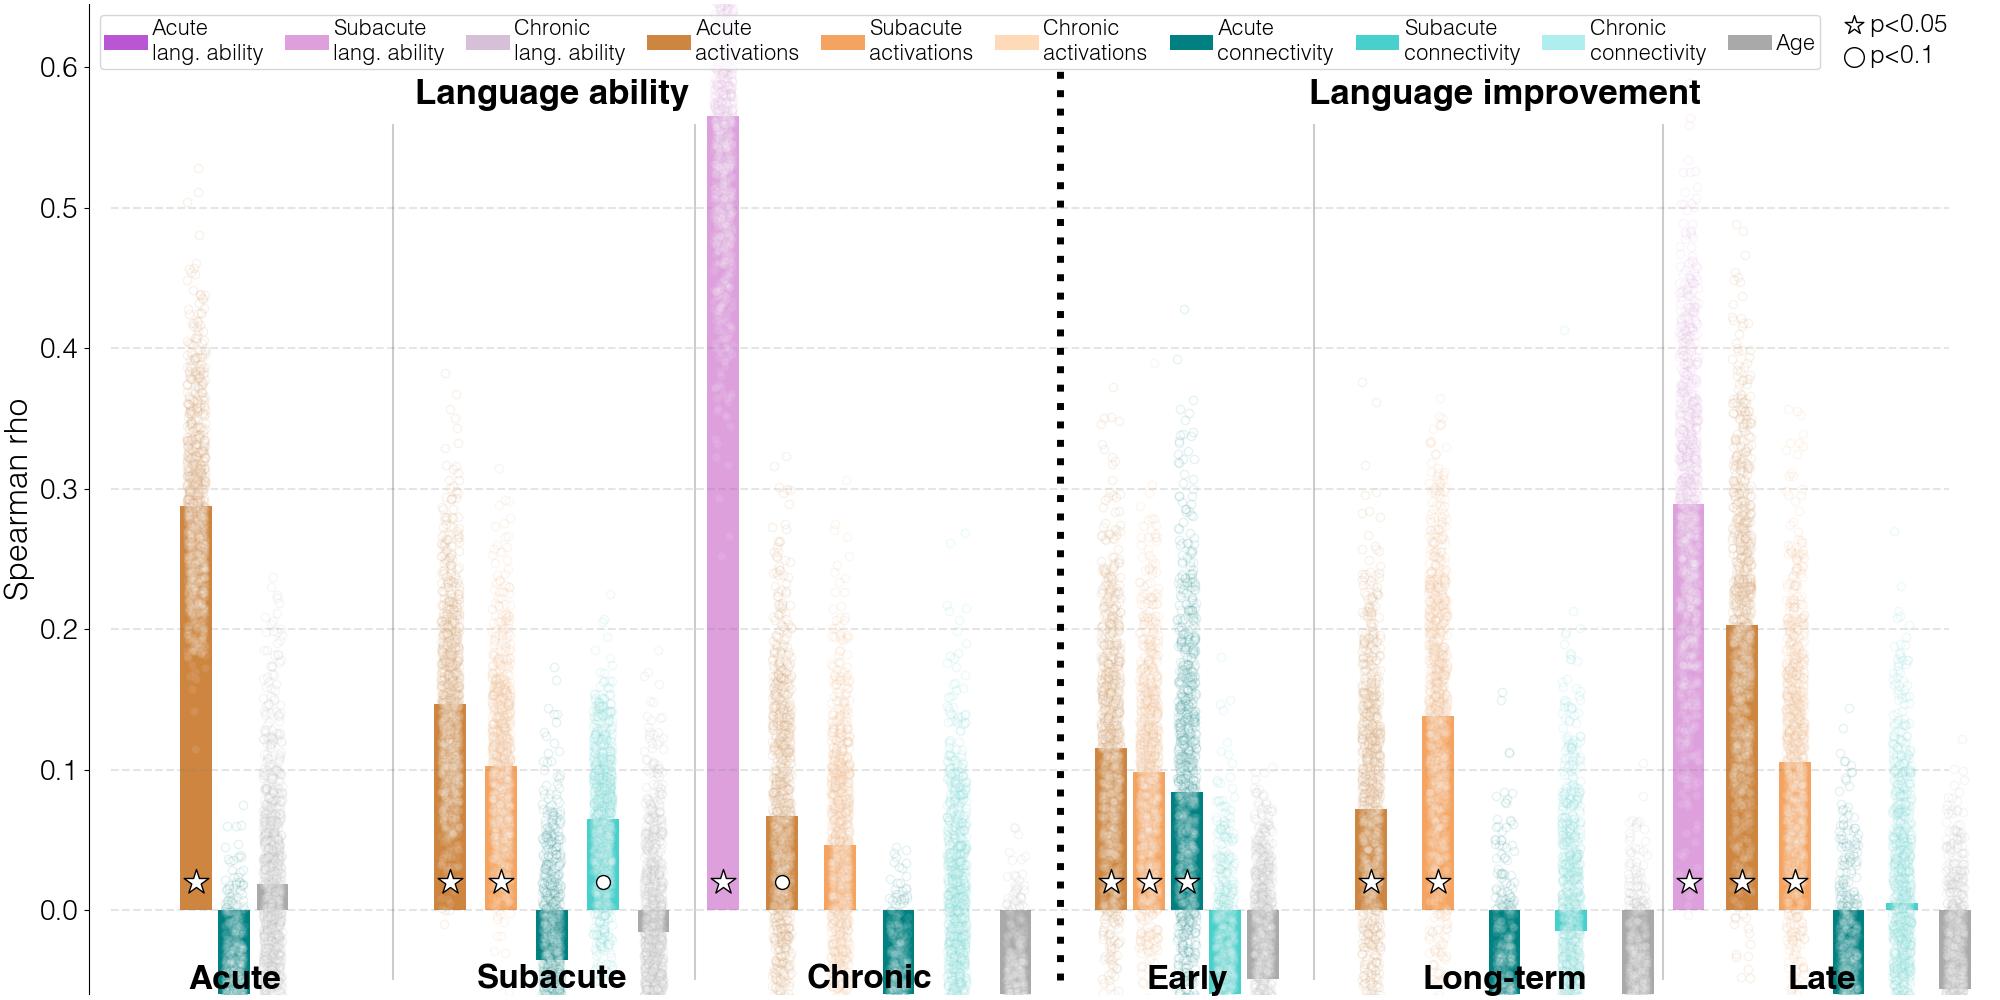 Acute
lang. ability
Subacute
lang. ability
Chronic
lang. ability
Acute
activations
Subacute
activations
Chronic
activations
Acute
connectivity
Subacute
connectivity
Chronic
connectivity
Age
p<0.05
p<0.1
Language ability
Language improvement
Spearman rho
0.6
0.5
0.4
0.3
0.2
0.1
0.0
Acute
Subacute
Chronic
Early
Long-term
Late